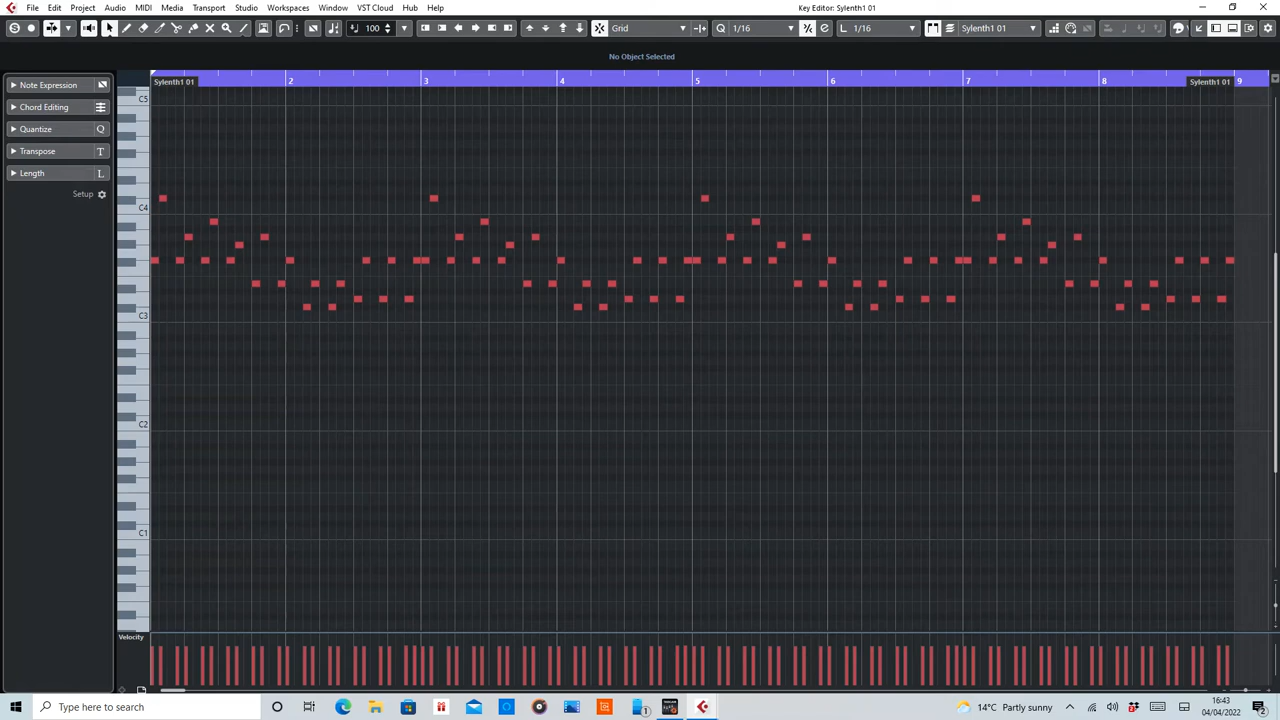 File Edit Project Audio MIDI Media Transport Studio Workspaces Window VST Cloud Hub Help
Key Editor: Sylenth1 01
S 100 Grid Q 1/16 e L 1/16 Sylenth1 01
No Object Selected
Sylenth1 01 2 3 4 5 6 7 8 Sylenth1 01 9
Note Expression
Chord Editing
Quantize Q
Transpose T
Length L
Setup
C5
C4
C3
C2
C1
Velocity
Type here to search
1
14°C Partly sunny
16:43
04/04/2022
2